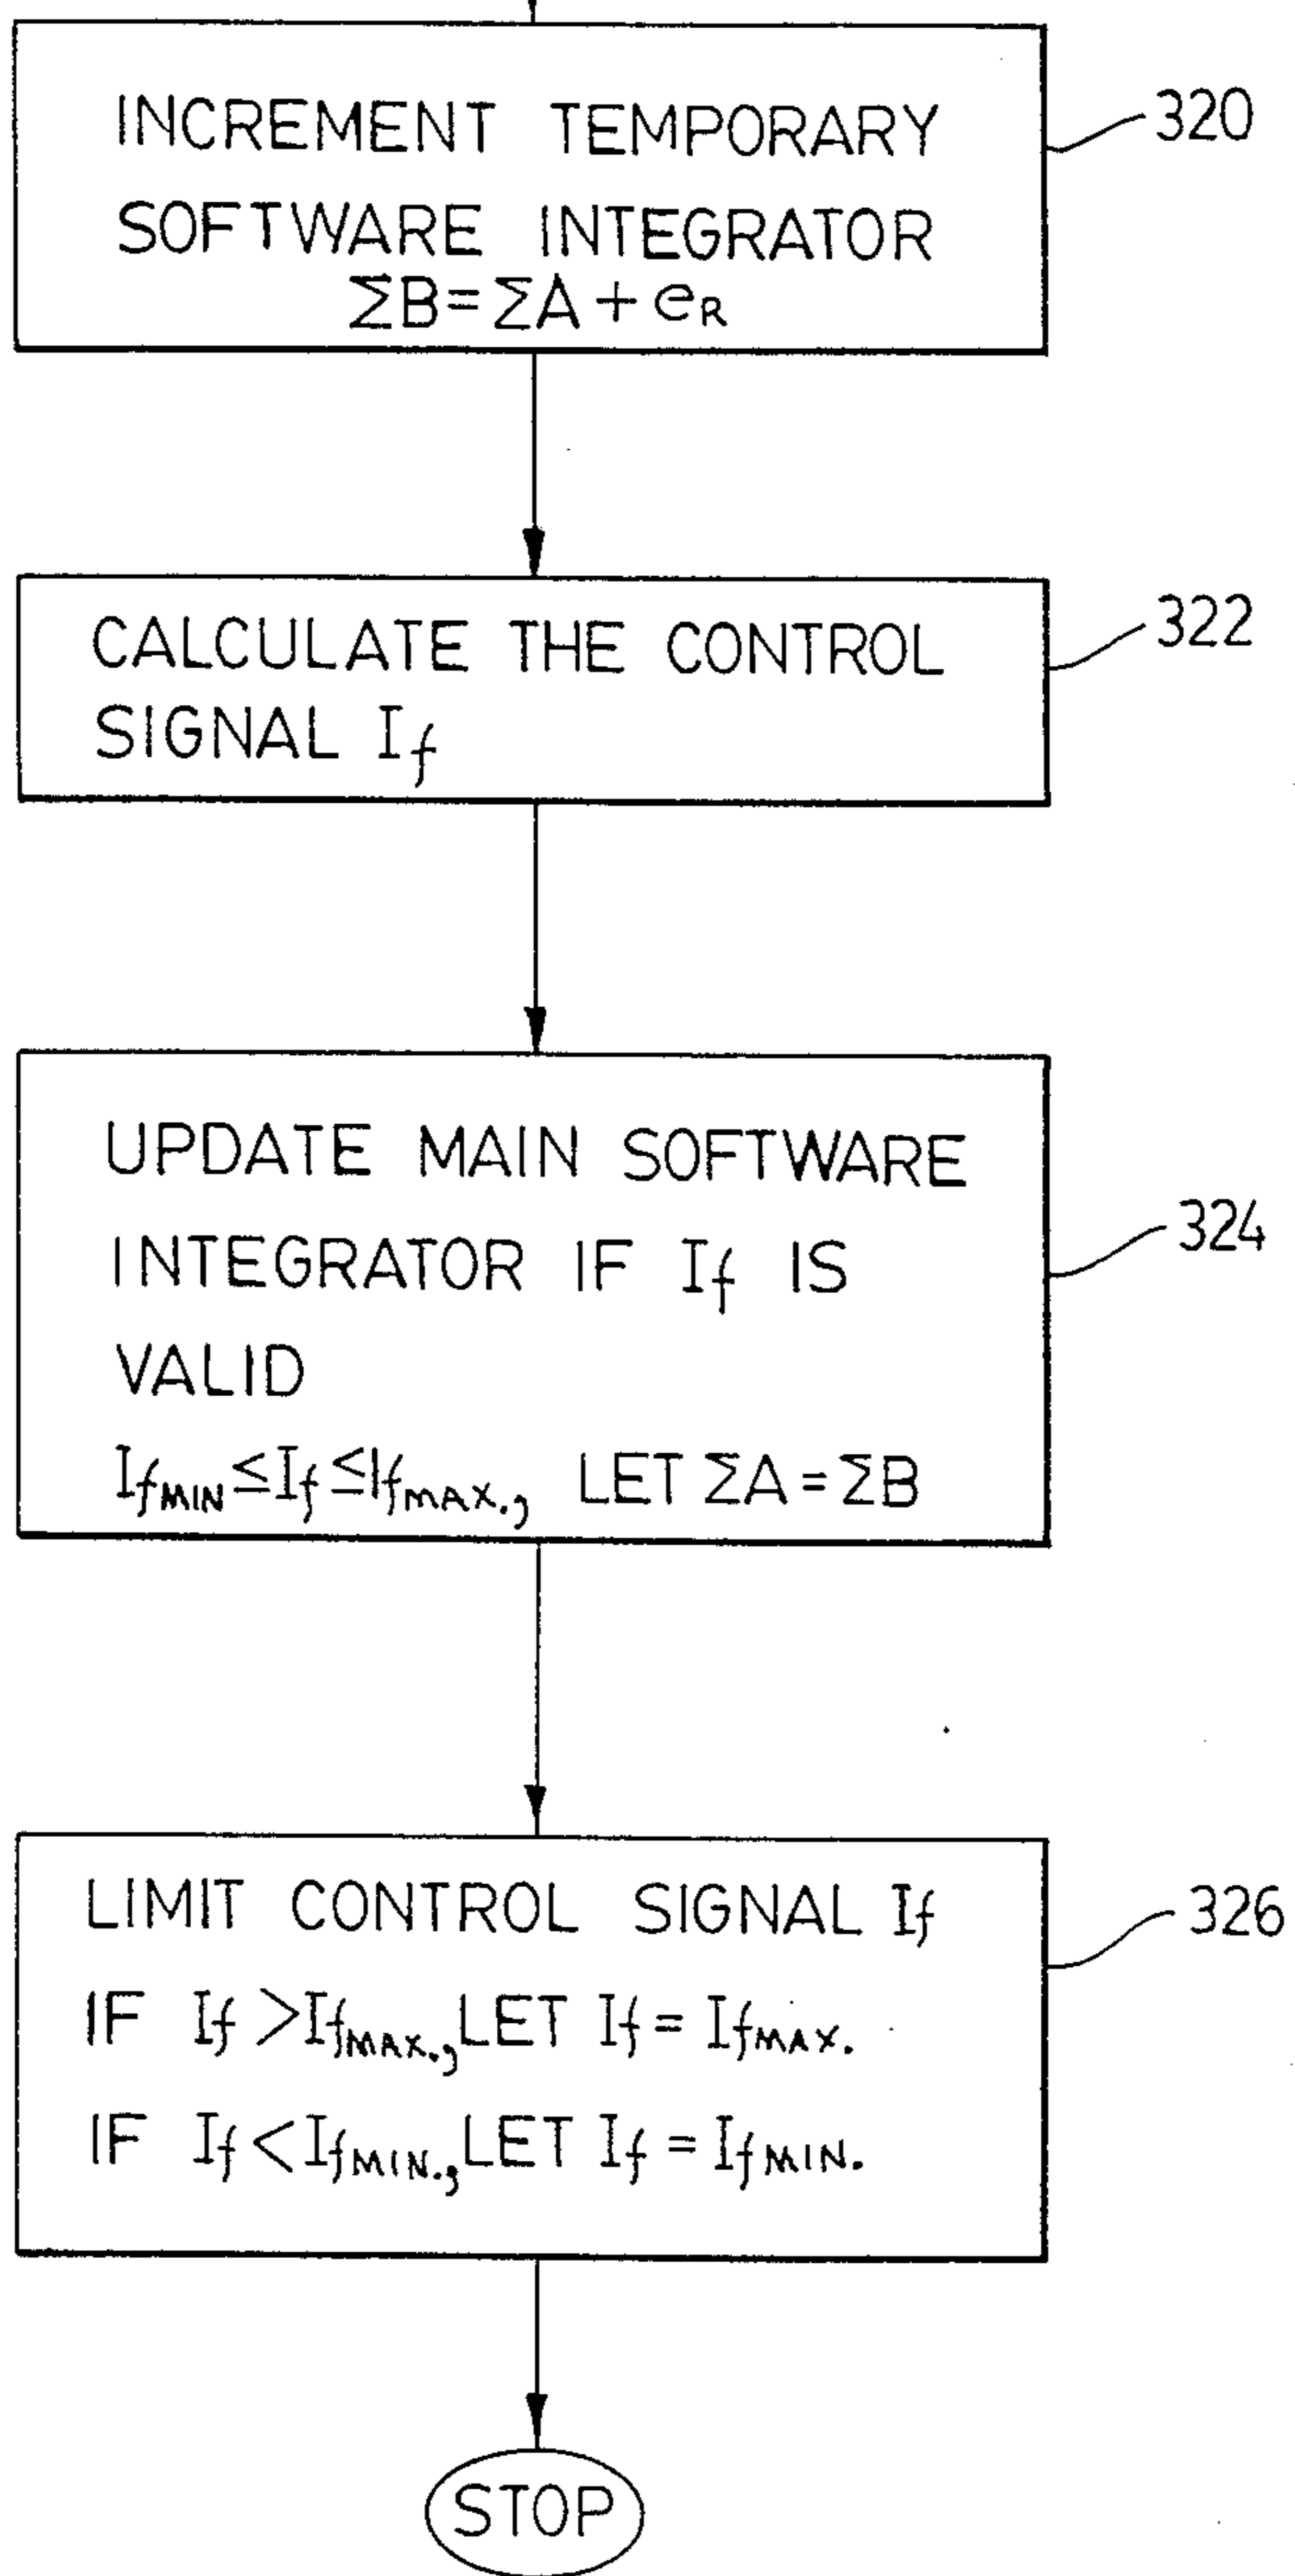 INCREMENT TEMPORARY
SOFTWARE INTEGRATOR
ΣB = ΣA + eR
320
CALCULATE THE CONTROL
SIGNAL If
322
UPDATE MAIN SOFTWARE
INTEGRATOR IF If IS
VALID
IfMIN ≤ If ≤ IfMAX., LET ΣA = ΣB
324
LIMIT CONTROL SIGNAL If
IF If > IfMAX., LET If = IfMAX.
IF If < IfMIN., LET If = IfMIN.
326
STOP